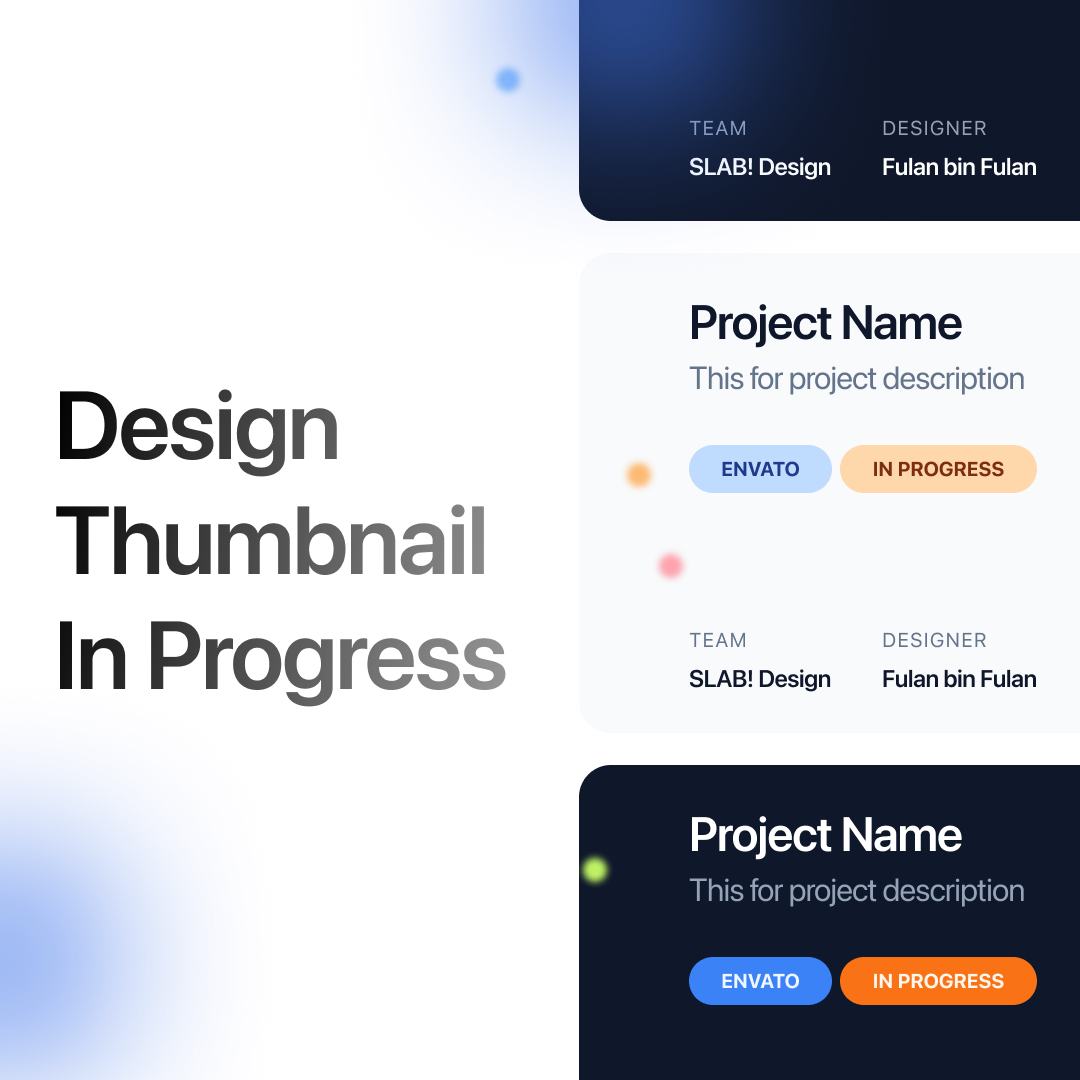 Design
Thumbnail
In Progress
TEAM DESIGNER
SLAB! Design Fulan bin Fulan
Project Name
This for project description
ENVATO IN PROGRESS
TEAM DESIGNER
SLAB! Design Fulan bin Fulan
Project Name
This for project description
ENVATO IN PROGRESS